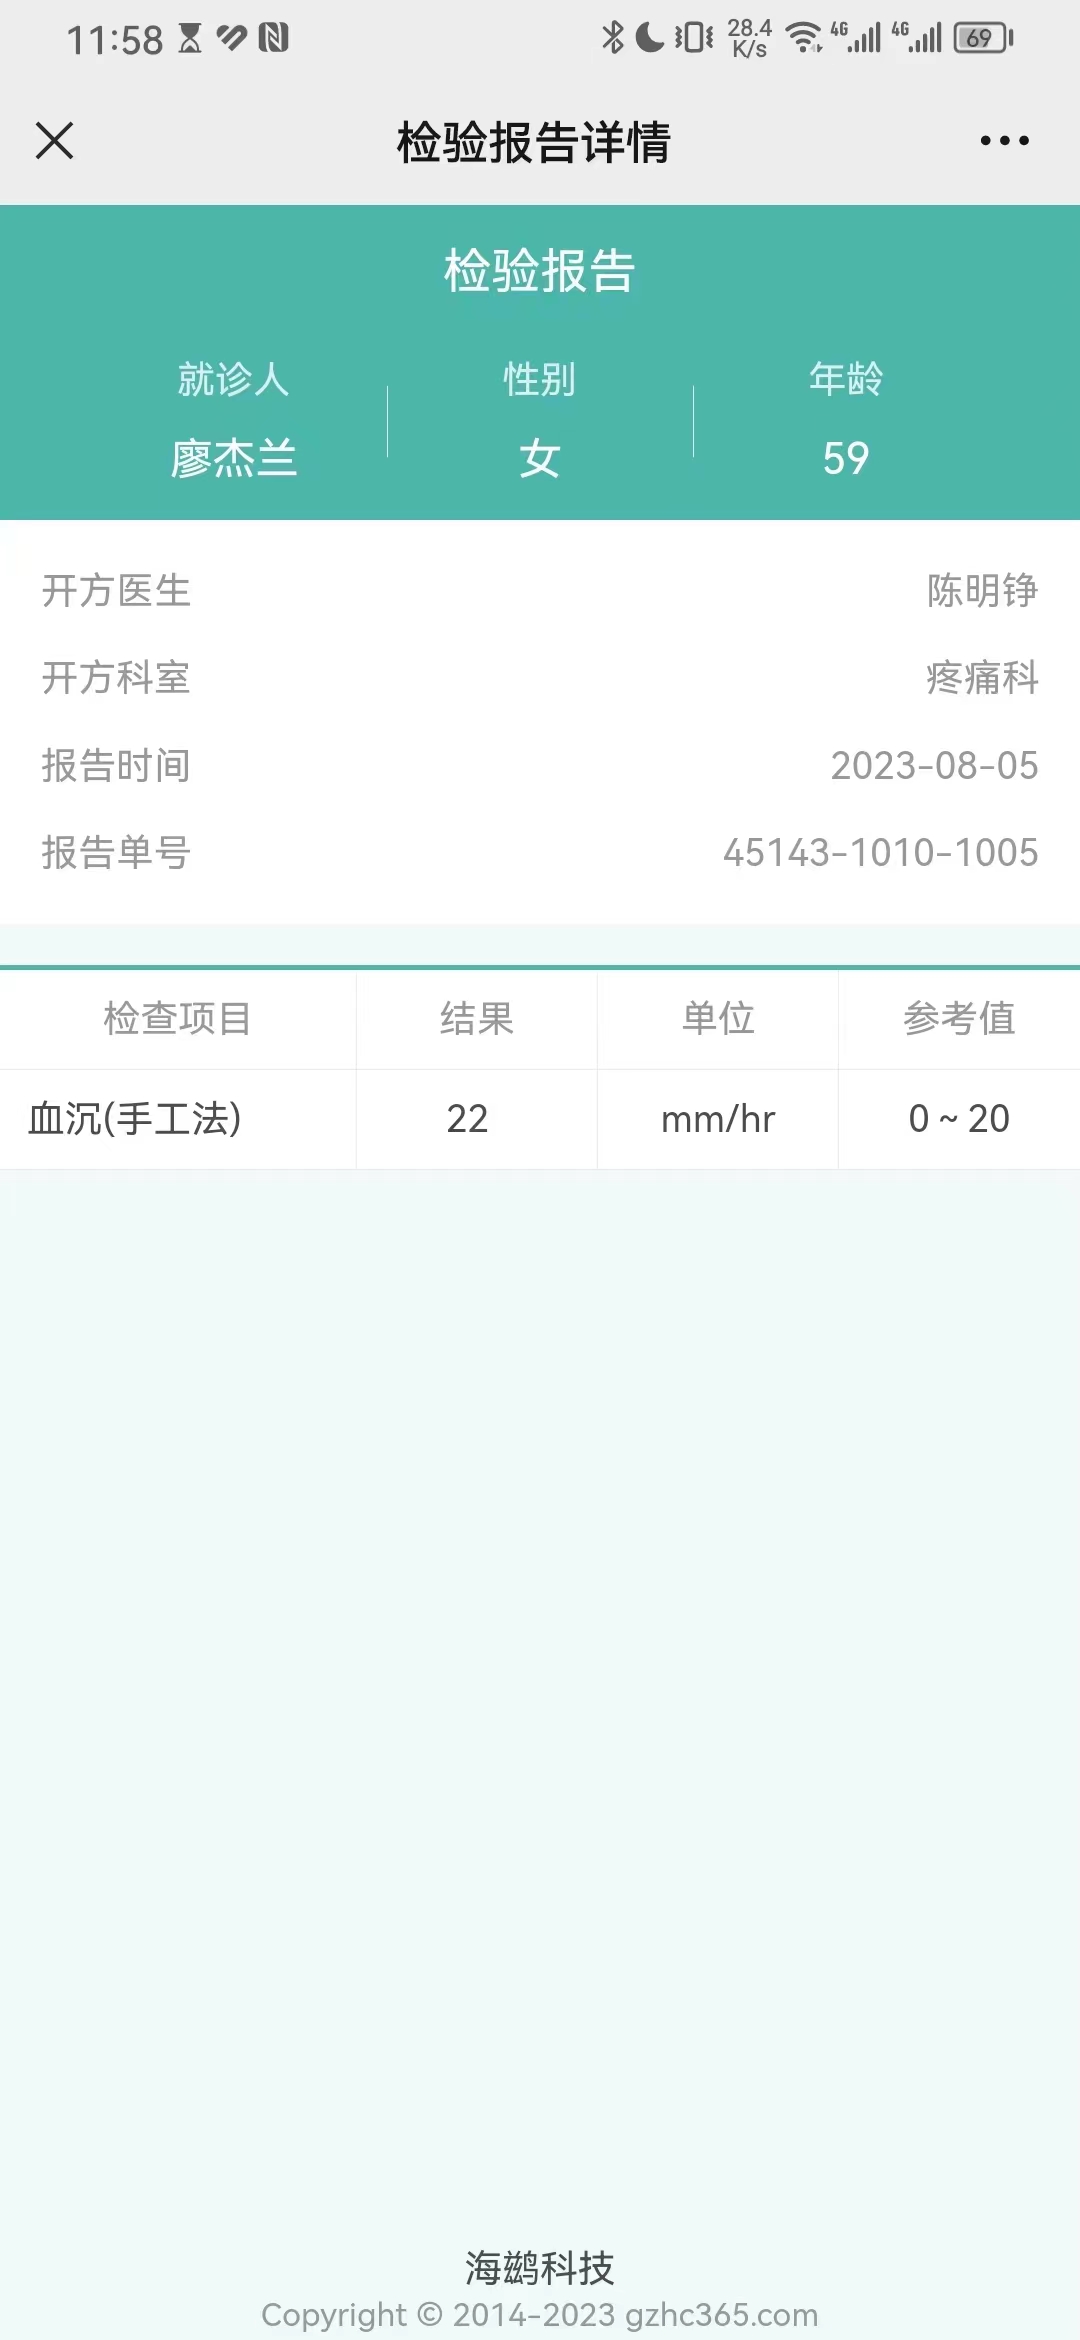 11:58 28.4 K/s 4G 4G 69
检验报告详情
检验报告
就诊人 性别 年龄
廖杰兰 女 59
开方医生 陈明铮
开方科室 疼痛科
报告时间 2023-08-05
报告单号 45143-1010-1005
检查项目 结果 单位 参考值
血沉(手工法) 22 mm/hr 0 ~ 20
海鹚科技
Copyright © 2014-2023 gzhc365.com